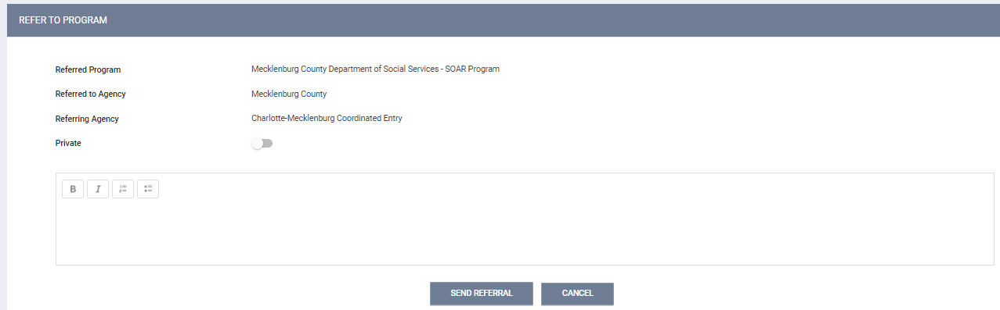 REFER TO PROGRAM
Referred Program Mecklenburg County Department of Social Services - SOAR Program
Referred to Agency Mecklenburg County
Referring Agency Charlotte-Mecklenburg Coordinated Entry
Private
B I
SEND REFERRAL CANCEL